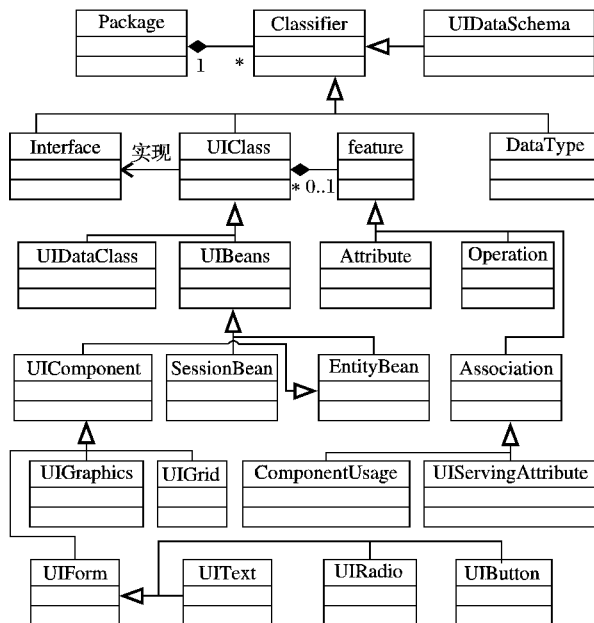 Package
Classifier
UIDataSchema
1
*
Interface
实现
UIClass
feature
DataType
* 0..1
UIDataClass
UIBeans
Attribute
Operation
UIComponent
SessionBean
EntityBean
Association
UIGraphics
UIGrid
ComponentUsage
UIServingAttribute
UIForm
UIText
UIRadio
UIButton